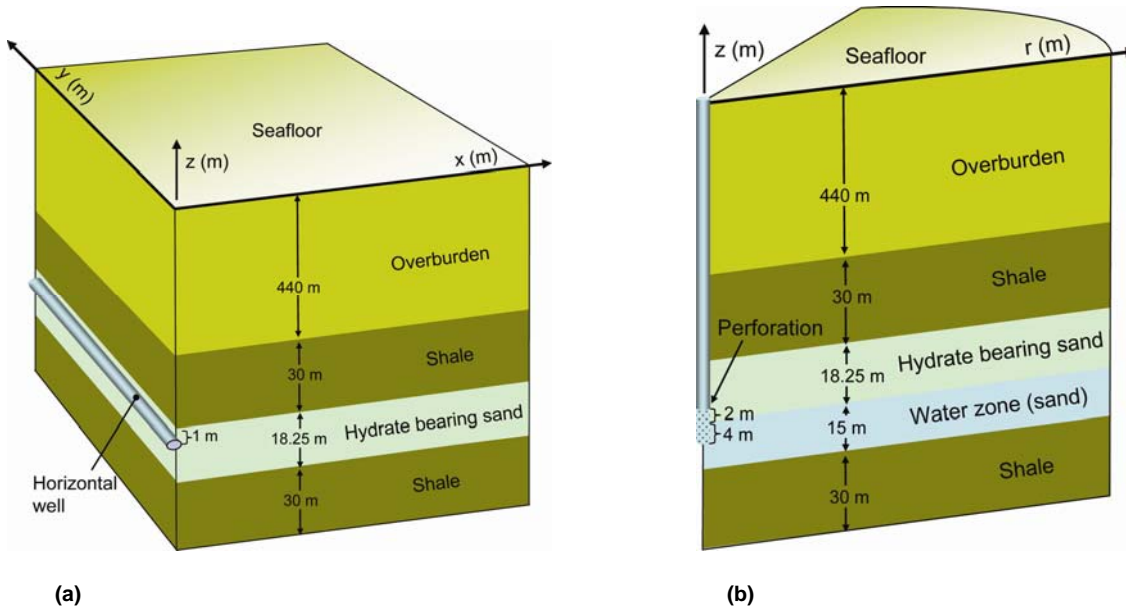 y (m)
Seafloor
z (m)
x (m)
440 m
Overburden
30 m
Shale
1 m
18.25 m
Hydrate bearing sand
Horizontal
well
30 m
Shale
(a)
z (m)
r (m)
Seafloor
Overburden
440 m
30 m
Shale
Perforation
18.25 m
Hydrate bearing sand
2 m
4 m
15 m
Water zone (sand)
30 m
Shale
(b)